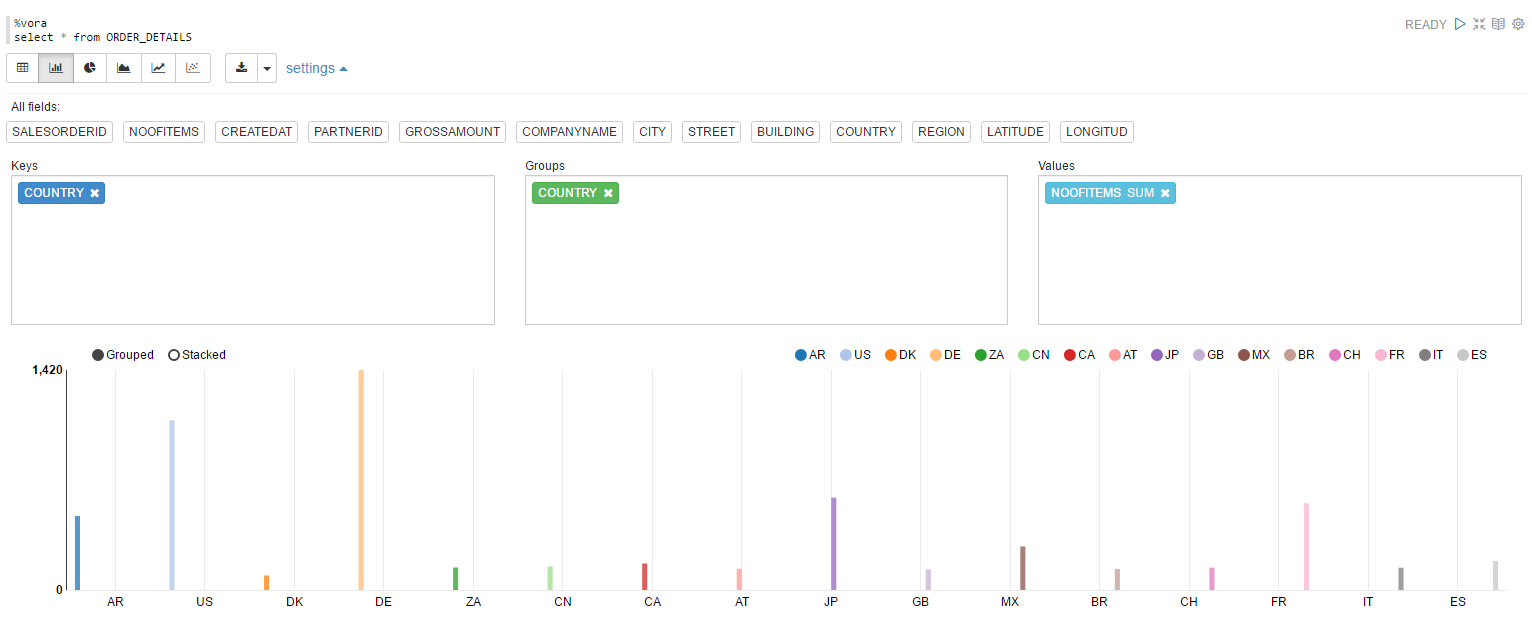 %vora
READY
select * from ORDER_DETAILS
settings
All fields:
SALESORDERID NOOFITEMS CREATEDAT PARTNERID GROSSAMOUNT COMPANYNAME CITY STREET BUILDING COUNTRY REGION LATITUDE LONGITUD
Keys Groups Values
COUNTRY COUNTRY NOOFITEMS SUM
Grouped Stacked AR US DK DE ZA CN CA AT JP GB MX BR CH FR IT ES
1,420
0
AR US DK DE ZA CN CA AT JP GB MX BR CH FR IT ES